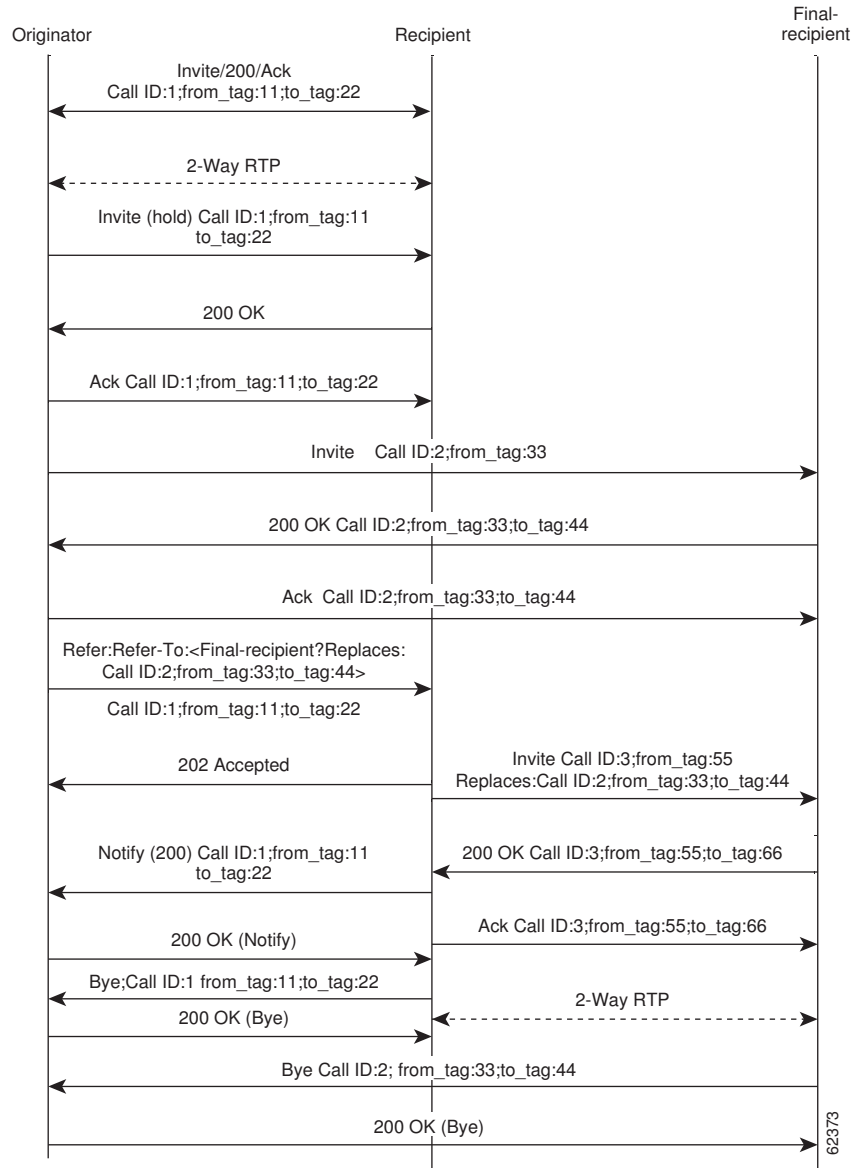 Originator
Recipient
Final-
recipient
Invite/200/Ack
Call ID:1;from_tag:11;to_tag:22
2-Way RTP
Invite (hold) Call ID:1;from_tag:11
to_tag:22
200 OK
Ack Call ID:1;from_tag:11;to_tag:22
Invite Call ID:2;from_tag:33
200 OK Call ID:2;from_tag:33;to_tag:44
Ack Call ID:2;from_tag:33;to_tag:44
Refer:Refer-To:<Final-recipient?Replaces:
Call ID:2;from_tag:33;to_tag:44>
Call ID:1;from_tag:11;to_tag:22
202 Accepted
Invite Call ID:3;from_tag:55
Replaces:Call ID:2;from_tag:33;to_tag:44
Notify (200) Call ID:1;from_tag:11
to_tag:22
200 OK Call ID:3;from_tag:55;to_tag:66
200 OK (Notify)
Ack Call ID:3;from_tag:55;to_tag:66
Bye;Call ID:1 from_tag:11;to_tag:22
2-Way RTP
200 OK (Bye)
Bye Call ID:2; from_tag:33;to_tag:44
200 OK (Bye)
62373